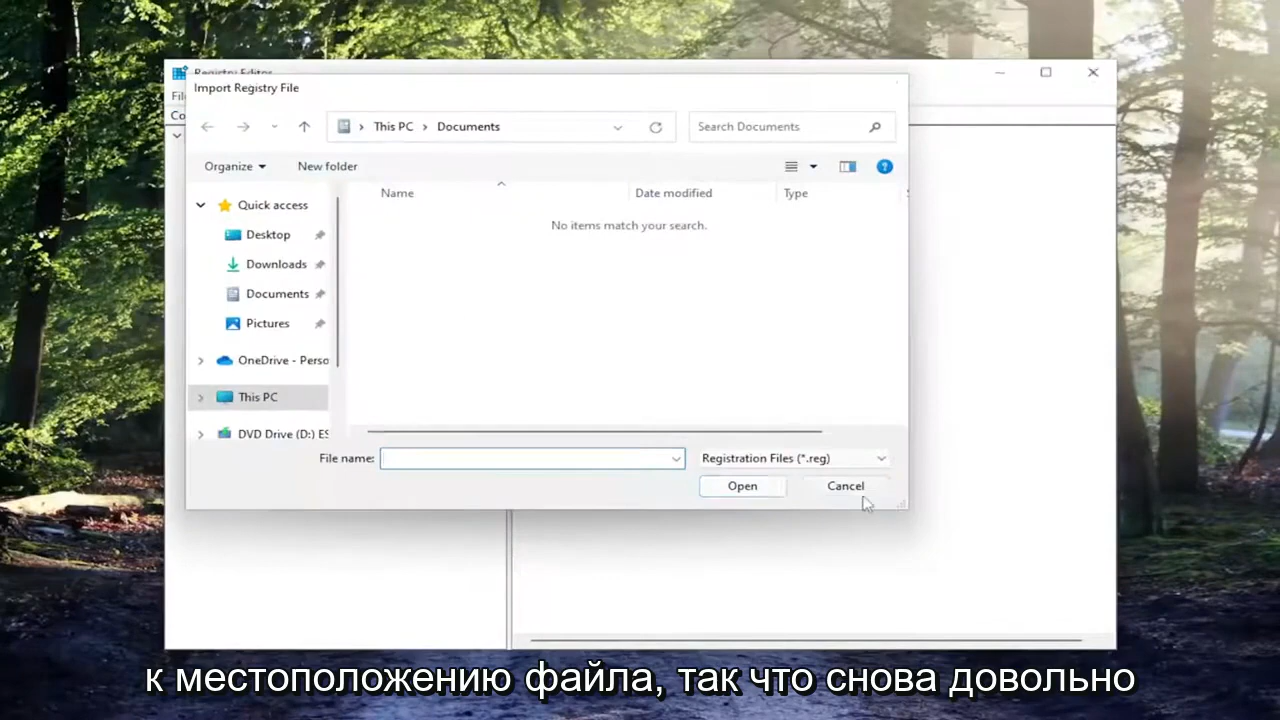 Registry Editor
Import Registry File
This PC
Documents
Search Documents
Organize
New folder
Name
Date modified
Type
Quick access
No items match your search.
Desktop
Downloads
Documents
Pictures
OneDrive - Perso
This PC
DVD Drive (D:) ES
File name:
Registration Files (*.reg)
Open
Cancel
к местоположению файла, так что снова довольно